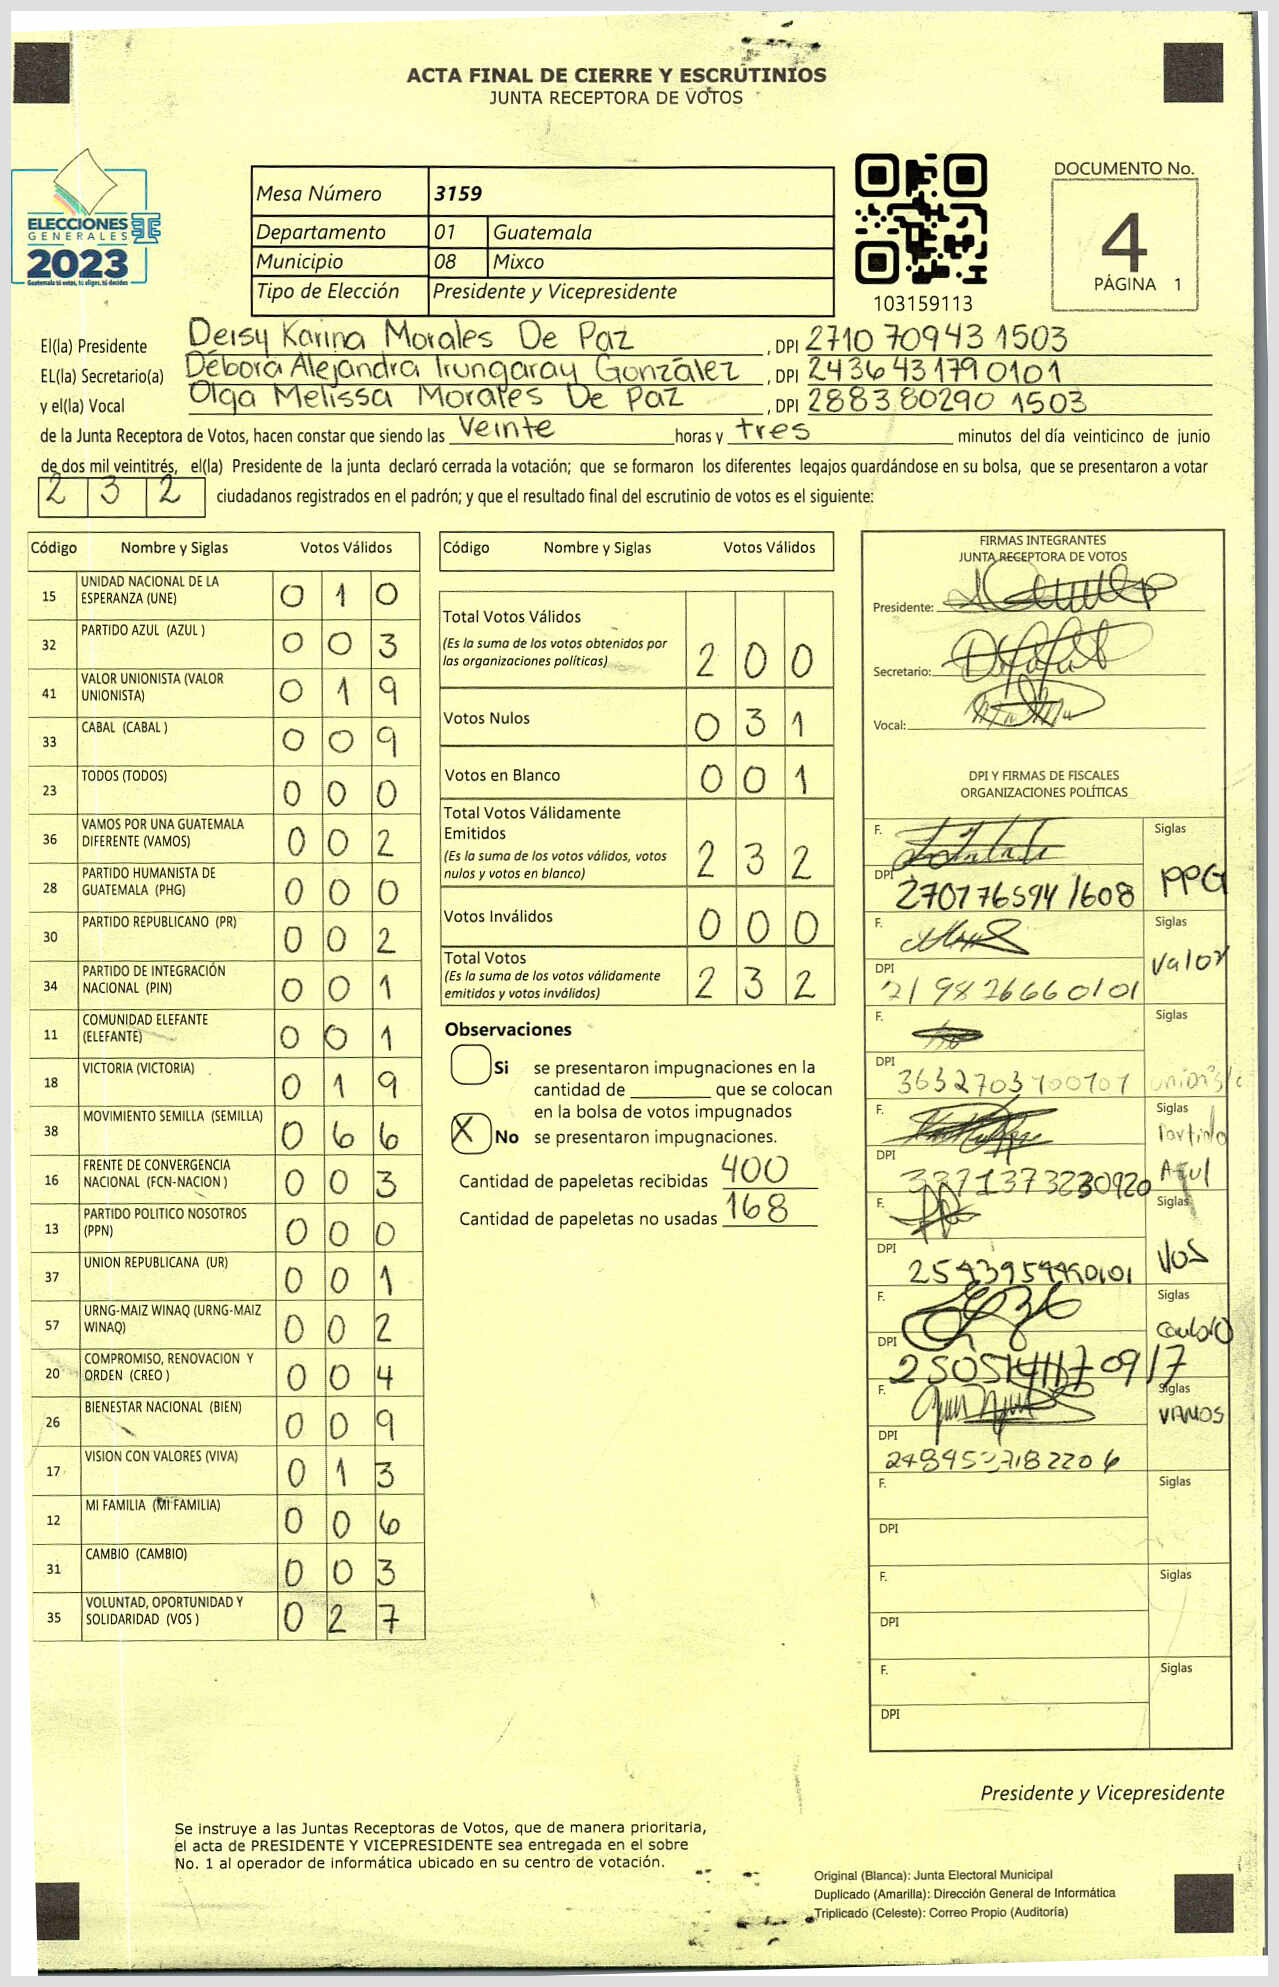 ACTA FINAL DE CIERRE Y ESCRUTINIOS
JUNTA RECEPTORA DE VOTOS
ELECCIONES
GENERALES
2023
Guatemala tú votas, tú eliges, tú decides
Mesa Número 3159
Departamento 01 Guatemala
Municipio 08 Mixco
Tipo de Elección Presidente y Vicepresidente
103159113
DOCUMENTO No.
4
PÁGINA 1
El(la) Presidente Deisy Karina Morales De Paz, DPI 2710 70943 1503
EL(la) Secretario(a) Débora Alejandra Irungaray González, DPI 2436431790101
y el(la) Vocal Olga Melissa Morales De Paz, DPI 288380290 1503
de la Junta Receptora de Votos, hacen constar que siendo las veinte horas y tres minutos del día veinticinco de junio
de dos mil veintitrés, el(la) Presidente de la junta declaró cerrada la votación; que se formaron los diferentes legajos guardándose en su bolsa, que se presentaron a votar
232 ciudadanos registrados en el padrón; y que el resultado final del escrutinio de votos es el siguiente:
Código Nombre y Siglas Votos Válidos
15 UNIDAD NACIONAL DE LA ESPERANZA (UNE) 0 1 0
32 PARTIDO AZUL (AZUL ) 0 0 3
41 VALOR UNIONISTA (VALOR UNIONISTA) 0 1 9
33 CABAL (CABAL ) 0 0 9
23 TODOS (TODOS) 0 0 0
36 VAMOS POR UNA GUATEMALA DIFERENTE (VAMOS) 0 0 2
28 PARTIDO HUMANISTA DE GUATEMALA (PHG) 0 0 0
30 PARTIDO REPUBLICANO (PR) 0 0 2
34 PARTIDO DE INTEGRACIÓN NACIONAL (PIN) 0 0 1
11 COMUNIDAD ELEFANTE (ELEFANTE) 0 0 1
18 VICTORIA (VICTORIA) 0 1 9
38 MOVIMIENTO SEMILLA (SEMILLA) 0 6 6
16 FRENTE DE CONVERGENCIA NACIONAL (FCN-NACION ) 0 0 3
13 PARTIDO POLITICO NOSOTROS (PPN) 0 0 0
37 UNION REPUBLICANA (UR) 0 0 1
57 URNG-MAIZ WINAQ (URNG-MAIZ WINAQ) 0 0 2
20 COMPROMISO, RENOVACION Y ORDEN (CREO ) 0 0 4
26 BIENESTAR NACIONAL (BIEN) 0 0 9
17 VISION CON VALORES (VIVA) 0 1 3
12 MI FAMILIA (MI FAMILIA) 0 0 6
31 CAMBIO (CAMBIO) 0 0 3
35 VOLUNTAD, OPORTUNIDAD Y SOLIDARIDAD (VOS ) 0 2 7
Código Nombre y Siglas Votos Válidos
Total Votos Válidos 2 0 0
(Es la suma de los votos obtenidos por
las organizaciones políticas)
Votos Nulos 0 3 1
Votos en Blanco 0 0 1
Total Votos Válidamente
Emitidos 2 3 2
(Es la suma de los votos válidos, votos
nulos y votos en blanco)
Votos Inválidos 0 0 0
Total Votos 2 3 2
(Es la suma de los votos válidamente
emitidos y votos inválidos)
Observaciones
Si se presentaron impugnaciones en la
cantidad de ________ que se colocan
en la bolsa de votos impugnados
X No se presentaron impugnaciones.
Cantidad de papeletas recibidas 400
Cantidad de papeletas no usadas 168
FIRMAS INTEGRANTES
JUNTA RECEPTORA DE VOTOS
Presidente:
Secretario:
Vocal:
DPI Y FIRMAS DE FISCALES
ORGANIZACIONES POLÍTICAS
F. Siglas PPG
DPI 270776594 1608
F. Siglas Valor
DPI 2198266660101
F. Siglas
DPI
F. Siglas Partido Azul
DPI
F. Siglas VOS
DPI
F. Siglas
DPI
F. Siglas VAMOS
DPI
F. Siglas
DPI
F. Siglas
DPI
F. Siglas
DPI
Presidente y Vicepresidente
Se instruye a las Juntas Receptoras de Votos, que de manera prioritaria,
el acta de PRESIDENTE Y VICEPRESIDENTE sea entregada en el sobre
No. 1 al operador de informática ubicado en su centro de votación.
Original (Blanca): Junta Electoral Municipal
Duplicado (Amarilla): Dirección General de Informática
Triplicado (Celeste): Correo Propio (Auditoría)